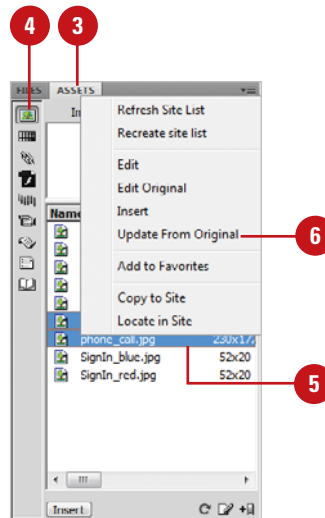 4 3
FILES ASSETS
Refresh Site List
Recreate site list
Edit
Edit Original
Insert
Update From Original 6
Name
Add to Favorites
Copy to Site
Locate in Site
phone_call.jpg
SignIn_blue.jpg 52x20
5
SignIn_red.jpg 52x20
Insert